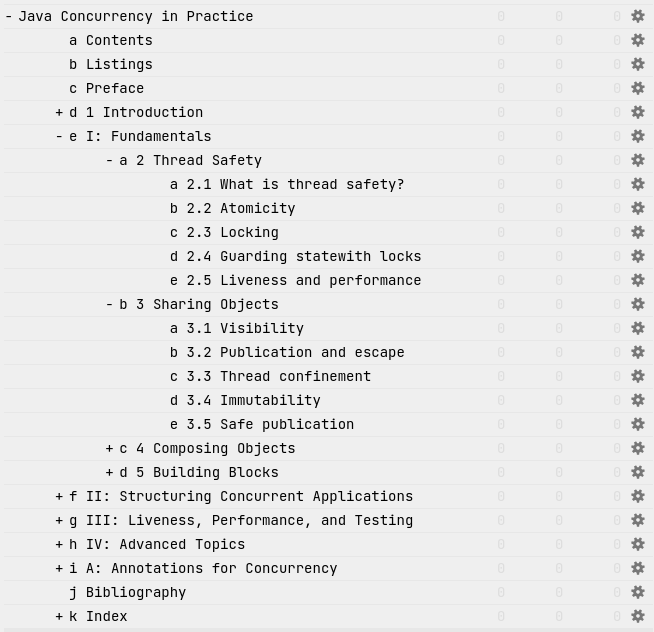 - Java Concurrency in Practice 0 0 0
a Contents 0 0 0
b Listings 0 0 0
c Preface 0 0 0
+ d 1 Introduction 0 0 0
- e I: Fundamentals 0 0 0
- a 2 Thread Safety 0 0 0
a 2.1 What is thread safety? 0 0 0
b 2.2 Atomicity 0 0 0
c 2.3 Locking 0 0 0
d 2.4 Guarding statewith locks 0 0 0
e 2.5 Liveness and performance 0 0 0
- b 3 Sharing Objects 0 0 0
a 3.1 Visibility 0 0 0
b 3.2 Publication and escape 0 0 0
c 3.3 Thread confinement 0 0 0
d 3.4 Immutability 0 0 0
e 3.5 Safe publication 0 0 0
+ c 4 Composing Objects 0 0 0
+ d 5 Building Blocks 0 0 0
+ f II: Structuring Concurrent Applications 0 0 0
+ g III: Liveness, Performance, and Testing 0 0 0
+ h IV: Advanced Topics 0 0 0
+ i A: Annotations for Concurrency 0 0 0
j Bibliography 0 0 0
+ k Index 0 0 0